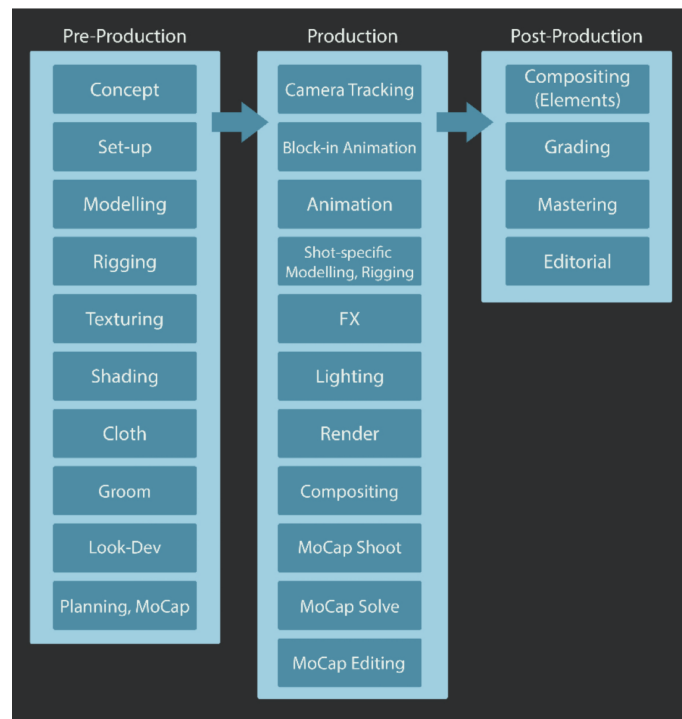 Pre-Production
Concept
Set-up
Modelling
Rigging
Texturing
Shading
Cloth
Groom
Look-Dev
Planning, MoCap
Production
Camera Tracking
Block-in Animation
Animation
Shot-specific
Modelling, Rigging
FX
Lighting
Render
Compositing
MoCap Shoot
MoCap Solve
MoCap Editing
Post-Production
Compositing
(Elements)
Grading
Mastering
Editorial